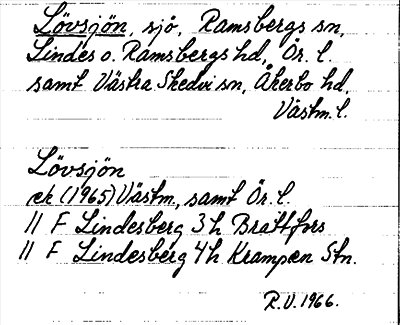 Lövsjön, sjö, Ramsbergs sn,
Lindes o. Ramsbergs hd, Ör. l.
samt Västra Skedvi sn, Åkerbo hd,
Västm. l.
Lövsjön
ek (1965) Västm, samt Ör. l.
11 F Lindesberg 3 h Brattfors
11 F Lindesberg 4 h Krampen Stn.
R.V. 1966.